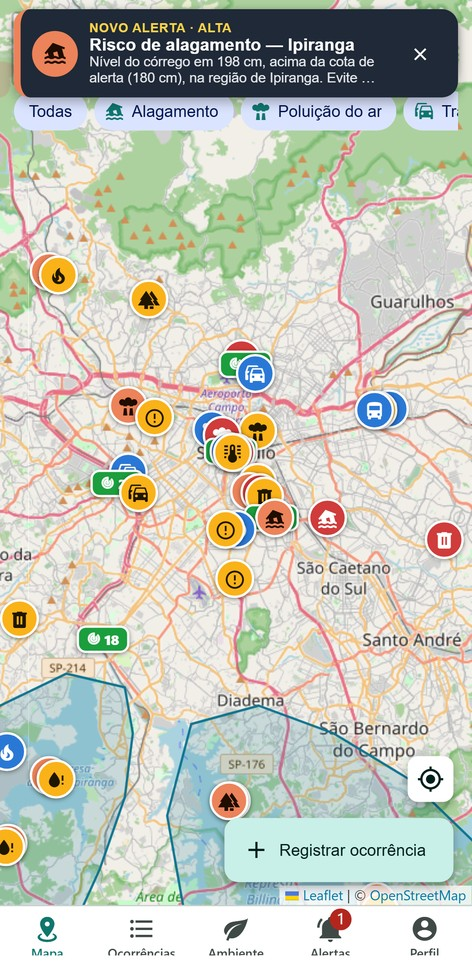 NOVO ALERTA · ALTA
Risco de alagamento — Ipiranga
Nível do córrego em 198 cm, acima da cota de
alerta (180 cm), na região de Ipiranga. Evite …
Todas
Alagamento
Poluição do ar
Guarulhos
Aeroporto
Campo
São Caetano
do Sul
o da
18
Santo André
SP-214
Diadema
São Bernardo
do Campo
SP-176
+ Registrar ocorrência
Área de
Leaflet | © OpenStreetMap
1
Mapa
Ocorrências
Ambiente
Alertas
Perfil